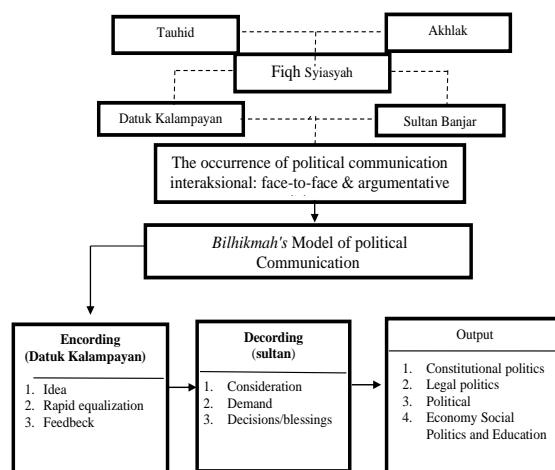 Tauhid
Akhlak
Fiqh Syiasyah
Datuk Kalampayan
Sultan Banjar
The occurrence of political communication
interaksional: face-to-face & argumentative
Bilhikmah's Model of political
Communication
Encording
(Datuk Kalampayan)
1. Idea
2. Rapid equalization
3. Feedbeck
Decording
(sultan)
1. Consideration
2. Demand
3. Decisions/blessings
Output
1. Constitutional politics
2. Legal politics
3. Political
4. Economy Social
Politics and Education